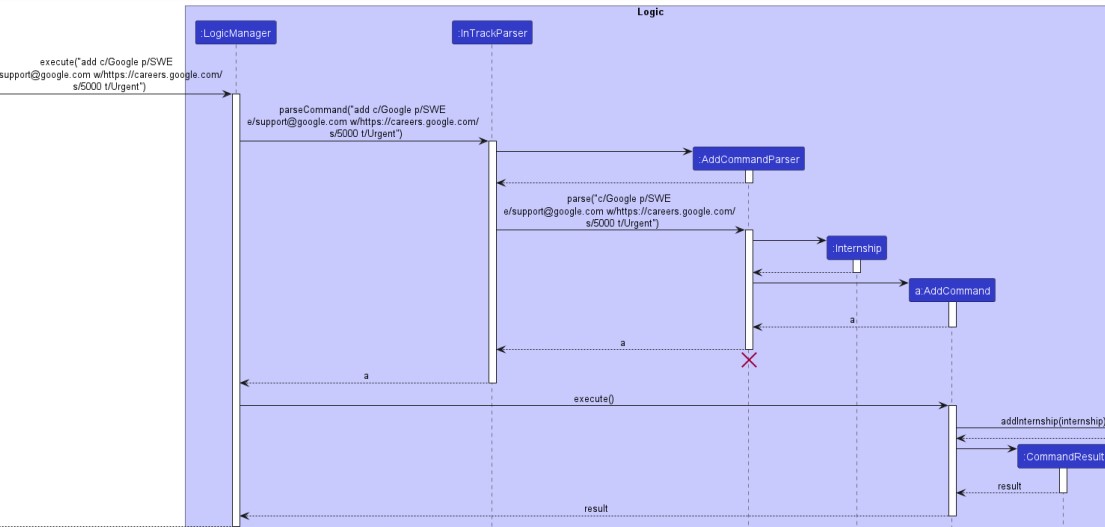 Logic
:LogicManager
:InTrackParser
execute("add c/Google p/SWE
support@google.com w/https://careers.google.com/
s/5000 t/Urgent")
parseCommand("add c/Google p/SWE
e/support@google.com w/https://careers.google.com/
s/5000 t/Urgent")
:AddCommandParser
parse("c/Google p/SWE
e/support@google.com w/https://careers.google.com/
s/5000 t/Urgent")
:Internship
a:AddCommand
a
a
a
execute()
addInternship(internship)
:CommandResult
result
result